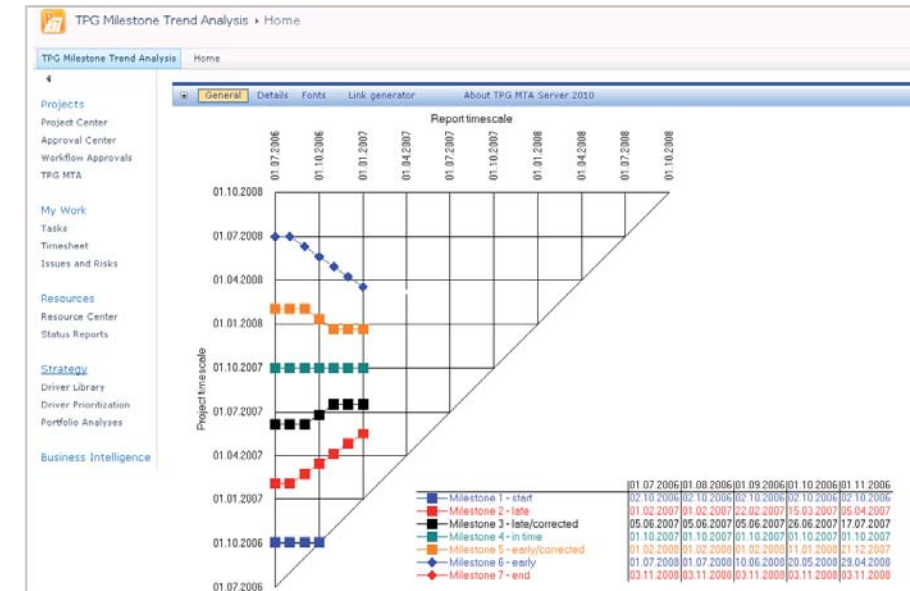 TPG Milestone Trend Analysis ▸ Home
TPG Milestone Trend Analysis Home
Projects
Project Center
Approval Center
Workflow Approvals
TPG MTA
My Work
Tasks
Timesheet
Issues and Risks
Resources
Resource Center
Status Reports
Strategy
Driver Library
Driver Prioritization
Portfolio Analyses
Business Intelligence
General Details Fonts Link generator About TPG MTA Server 2010
Report timescale
01.07.2006 01.10.2006 01.01.2007 01.04.2007 01.07.2007 01.10.2007 01.01.2008 01.04.2008 01.07.2008 01.10.2008
Project timescale
01.10.2008
01.07.2008
01.04.2008
01.01.2008
01.10.2007
01.07.2007
01.04.2007
01.01.2007
01.10.2006
01.07.2006
01.07.2006 01.08.2006 01.09.2006 01.10.2006 01.11.2006
Milestone 1 - start 02.10.2006 02.10.2006 02.10.2006 02.10.2006 02.10.2006
Milestone 2 - late 01.02.2007 01.02.2007 22.02.2007 15.03.2007 05.04.2007
Milestone 3 - late/corrected 05.06.2007 05.06.2007 05.06.2007 26.06.2007 17.07.2007
Milestone 4 - in time 01.10.2007 01.10.2007 01.10.2007 01.10.2007 01.10.2007
Milestone 5 - early/corrected 01.02.2008 01.02.2008 01.02.2008 11.01.2008 21.12.2007
Milestone 6 - early 01.07.2008 01.07.2008 10.06.2008 20.05.2008 29.04.2008
Milestone 7 - end 03.11.2008 03.11.2008 03.11.2008 03.11.2008 03.11.2008